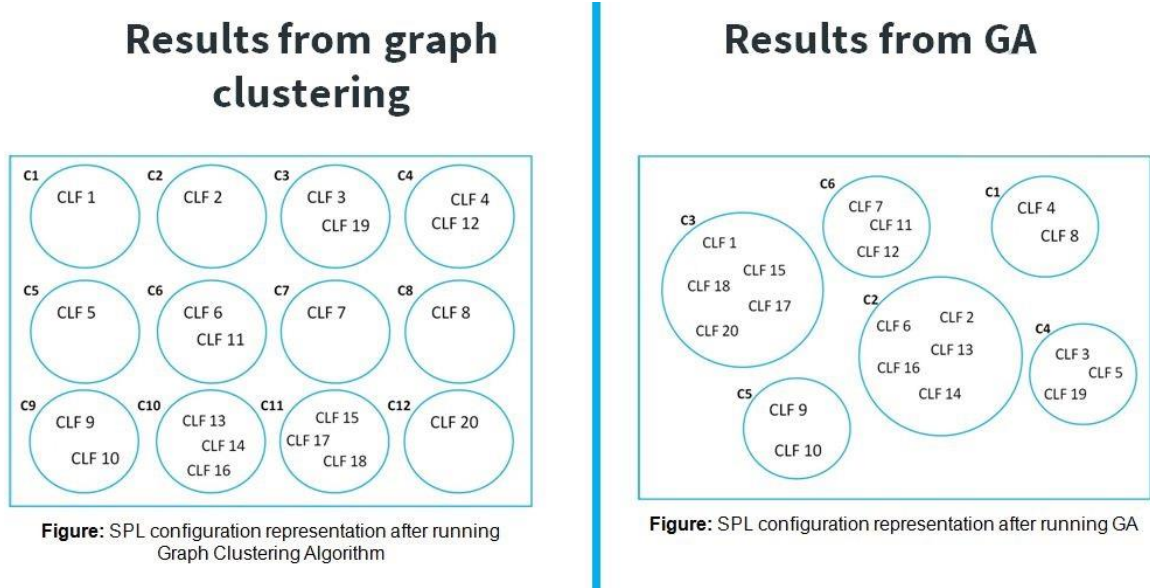 Results from graph
clustering
C1
CLF 1
C2
CLF 2
C3
CLF 3
CLF 19
C4
CLF 4
CLF 12
C5
CLF 5
C6
CLF 6
CLF 11
C7
CLF 7
C8
CLF 8
C9
CLF 9
CLF 10
C10
CLF 13
CLF 14
CLF 16
C11
CLF 15
CLF 17
CLF 18
C12
CLF 20
Figure: SPL configuration representation after running
Graph Clustering Algorithm
Results from GA
C3
CLF 1
CLF 15
CLF 18
CLF 17
CLF 20
C6
CLF 7
CLF 11
CLF 12
C1
CLF 4
CLF 8
C2
CLF 2
CLF 6
CLF 13
CLF 16
CLF 14
C4
CLF 3
CLF 5
CLF 19
C5
CLF 9
CLF 10
Figure: SPL configuration representation after running GA